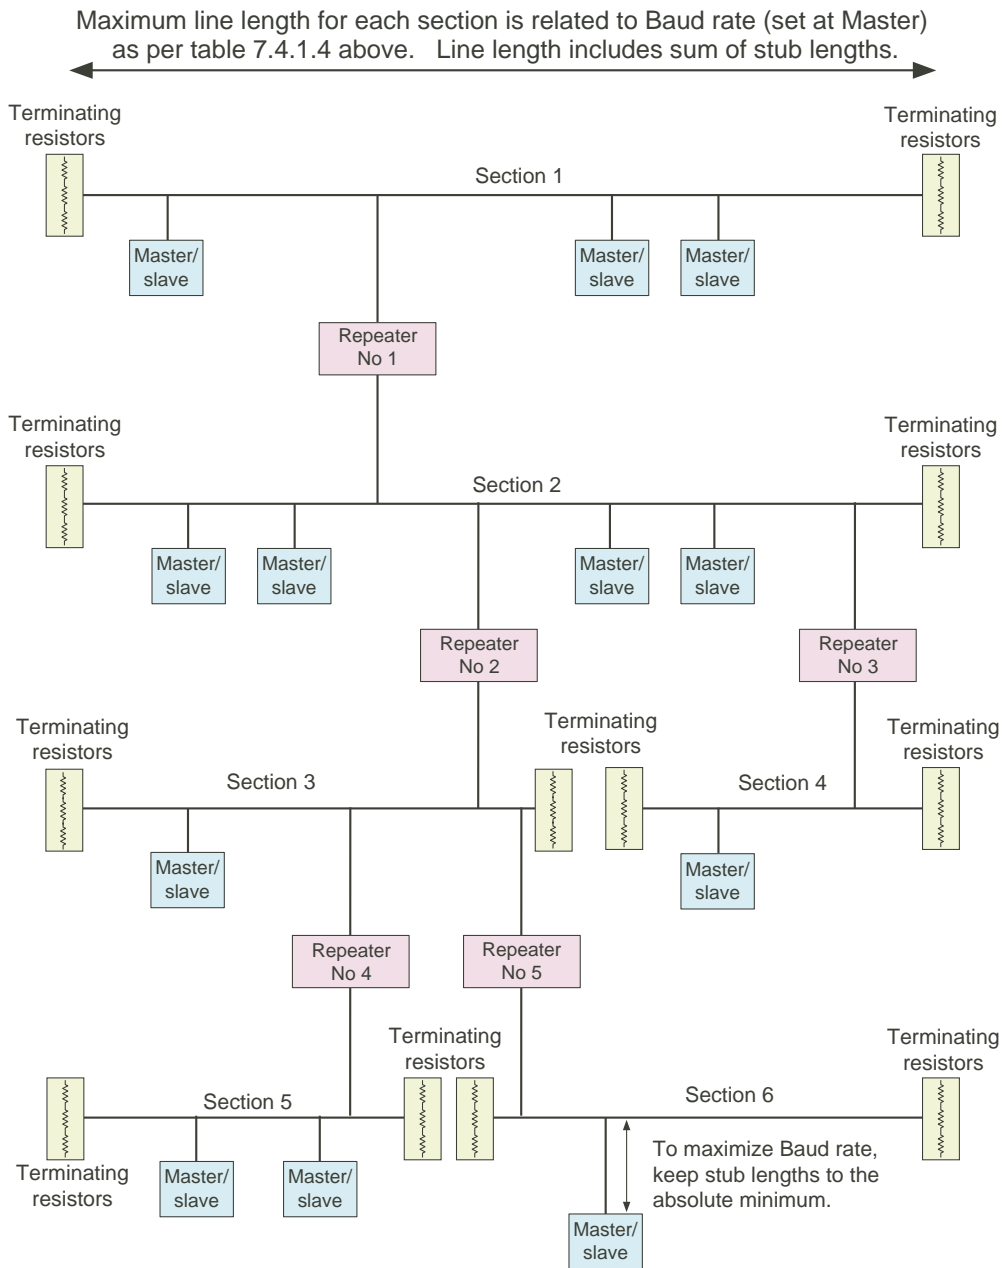 Maximum line length for each section is related to Baud rate (set at Master)
as per table 7.4.1.4 above. Line length includes sum of stub lengths.
Terminating
resistors
Terminating
resistors
Section 1
Master/
slave
Master/
slave
Master/
slave
Repeater
No 1
Terminating
resistors
Terminating
resistors
Section 2
Master/
slave
Master/
slave
Master/
slave
Master/
slave
Repeater
No 2
Repeater
No 3
Terminating
resistors
Terminating
resistors
Terminating
resistors
Section 3
Section 4
Master/
slave
Master/
slave
Repeater
No 4
Repeater
No 5
Terminating
resistors
Terminating
resistors
Section 5
Section 6
Terminating
resistors
Master/
slave
Master/
slave
To maximize Baud rate,
keep stub lengths to the
absolute minimum.
Master/
slave